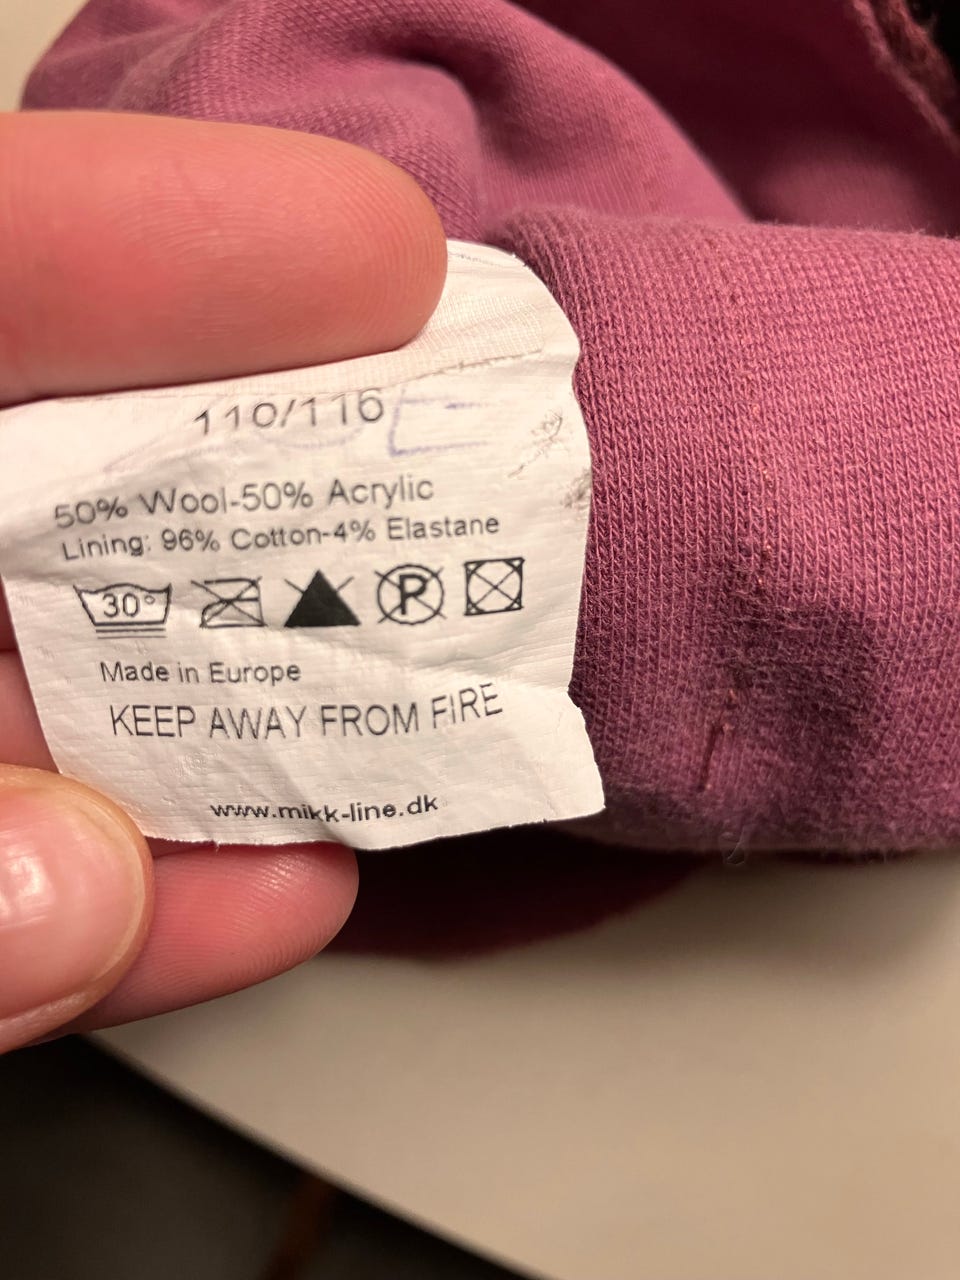 110/116
50% Wool-50% Acrylic
Lining: 96% Cotton-4% Elastane
30° P
Made in Europe
KEEP AWAY FROM FIRE
www.mikk-line.dk